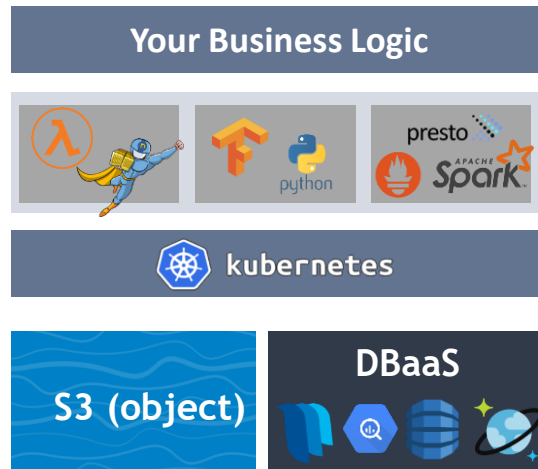 Your Business Logic
λ
presto
python
APACHE
Spark
kubernetes
S3 (object)
DBaaS